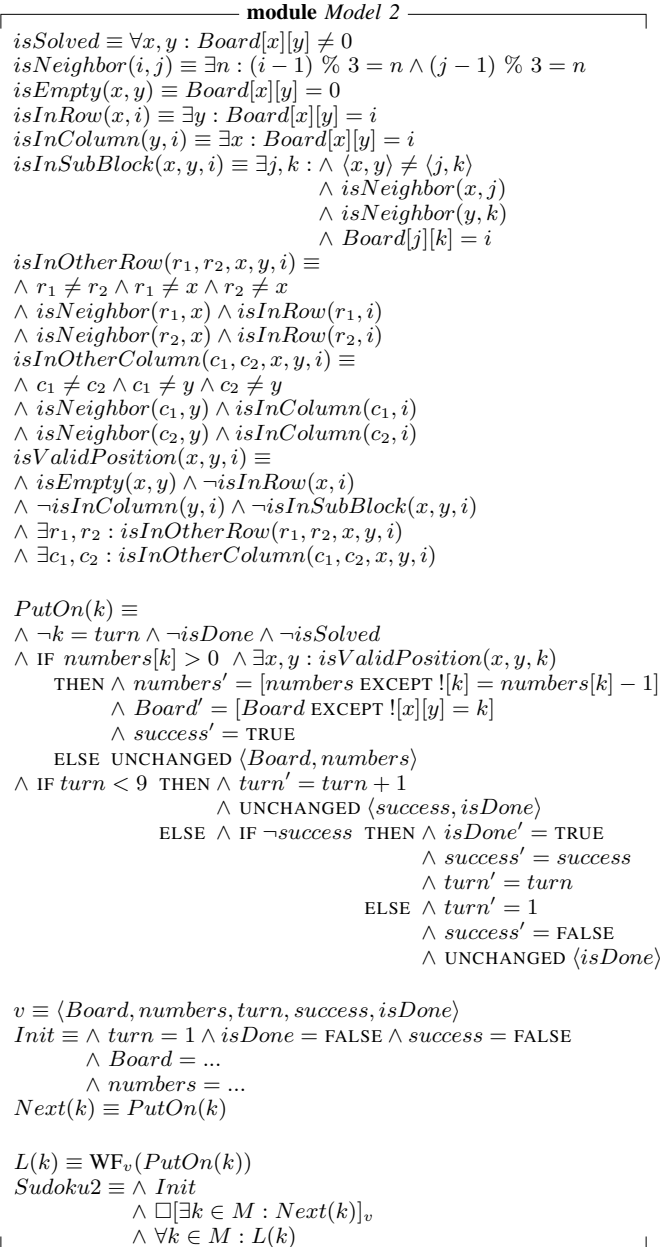 module Model 2
isSolved ≡ ∀x, y : Board[x][y] ≠ 0
isNeighbor(i, j) ≡ ∃n : (i − 1) % 3 = n ∧ (j − 1) % 3 = n
isEmpty(x, y) ≡ Board[x][y] = 0
isInRow(x, i) ≡ ∃y : Board[x][y] = i
isInColumn(y, i) ≡ ∃x : Board[x][y] = i
isInSubBlock(x, y, i) ≡ ∃j, k : ∧ ⟨x, y⟩ ≠ ⟨j, k⟩
∧ isNeighbor(x, j)
∧ isNeighbor(y, k)
∧ Board[j][k] = i
isInOtherRow(r₁, r₂, x, y, i) ≡
∧ r₁ ≠ r₂ ∧ r₁ ≠ x ∧ r₂ ≠ x
∧ isNeighbor(r₁, x) ∧ isInRow(r₁, i)
∧ isNeighbor(r₂, x) ∧ isInRow(r₂, i)
isInOtherColumn(c₁, c₂, x, y, i) ≡
∧ c₁ ≠ c₂ ∧ c₁ ≠ y ∧ c₂ ≠ y
∧ isNeighbor(c₁, y) ∧ isInColumn(c₁, i)
∧ isNeighbor(c₂, y) ∧ isInColumn(c₂, i)
isValidPosition(x, y, i) ≡
∧ isEmpty(x, y) ∧ ¬isInRow(x, i)
∧ ¬isInColumn(y, i) ∧ ¬isInSubBlock(x, y, i)
∧ ∃r₁, r₂ : isInOtherRow(r₁, r₂, x, y, i)
∧ ∃c₁, c₂ : isInOtherColumn(c₁, c₂, x, y, i)
PutOn(k) ≡
∧ ¬k = turn ∧ ¬isDone ∧ ¬isSolved
∧ IF numbers[k] > 0 ∧ ∃x, y : isValidPosition(x, y, k)
THEN ∧ numbers′ = [numbers EXCEPT ![k] = numbers[k] − 1]
∧ Board′ = [Board EXCEPT ![x][y] = k]
∧ success′ = TRUE
ELSE UNCHANGED ⟨Board, numbers⟩
∧ IF turn < 9 THEN ∧ turn′ = turn + 1
∧ UNCHANGED ⟨success, isDone⟩
ELSE ∧ IF ¬success THEN ∧ isDone′ = TRUE
∧ success′ = success
∧ turn′ = turn
ELSE ∧ turn′ = 1
∧ success′ = FALSE
∧ UNCHANGED ⟨isDone⟩
v ≡ ⟨Board, numbers, turn, success, isDone⟩
Init ≡ ∧ turn = 1 ∧ isDone = FALSE ∧ success = FALSE
∧ Board = ...
∧ numbers = ...
Next(k) ≡ PutOn(k)
L(k) ≡ WFᵥ(PutOn(k))
Sudoku2 ≡ ∧ Init
∧ □[∃k ∈ M : Next(k)]ᵥ
∧ ∀k ∈ M : L(k)